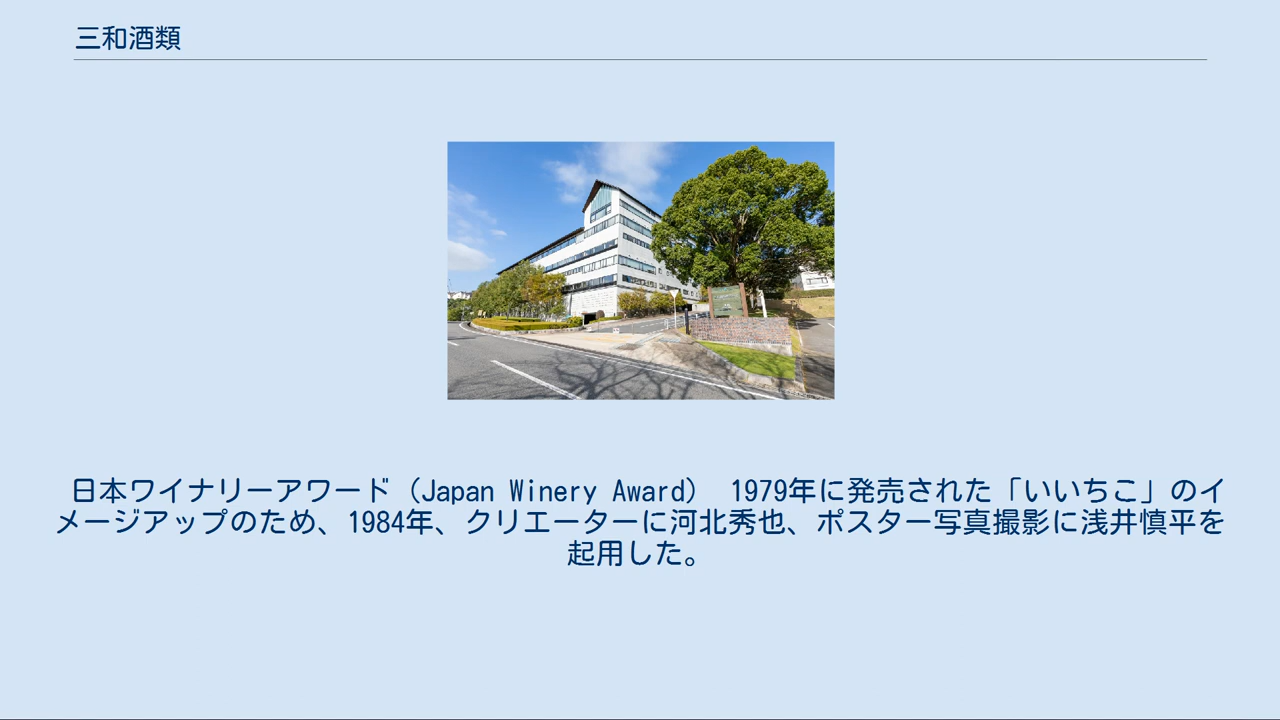 三和酒類
日本ワイナリーアワード（Japan Winery Award） 1979年に発売された「いいちこ」のイ
メージアップのため、1984年、クリエーターに河北秀也、ポスター写真撮影に浅井慎平を
起用した。